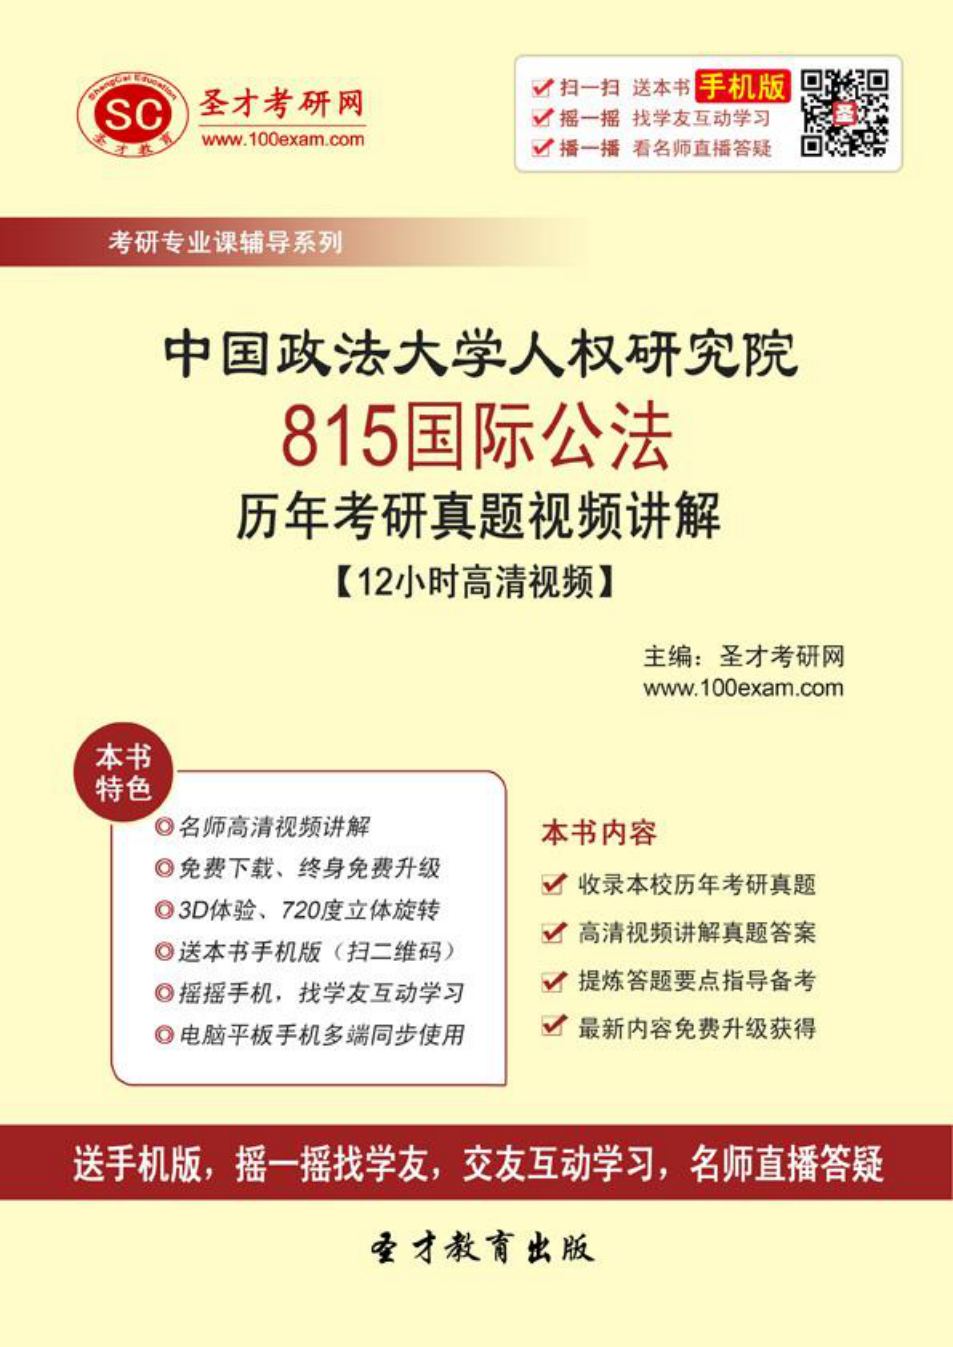 ShengCai Education
SC
圣才教育
圣才考研网
www.100exam.com
扫一扫 送本书 手机版
摇一摇 找学友互动学习
播一播 看名师直播答疑
圣
考研专业课辅导系列
中国政法大学人权研究院
815国际公法
历年考研真题视频讲解
【12小时高清视频】
主编：圣才考研网
www.100exam.com
本书
特色
◎名师高清视频讲解
◎免费下载、终身免费升级
◎3D体验、720度立体旋转
◎送本书手机版（扫二维码）
◎摇摇手机，找学友互动学习
◎电脑平板手机多端同步使用
本书内容
收录本校历年考研真题
高清视频讲解真题答案
提炼答题要点指导备考
最新内容免费升级获得
送手机版，摇一摇找学友，交友互动学习，名师直播答疑
圣才教育出版